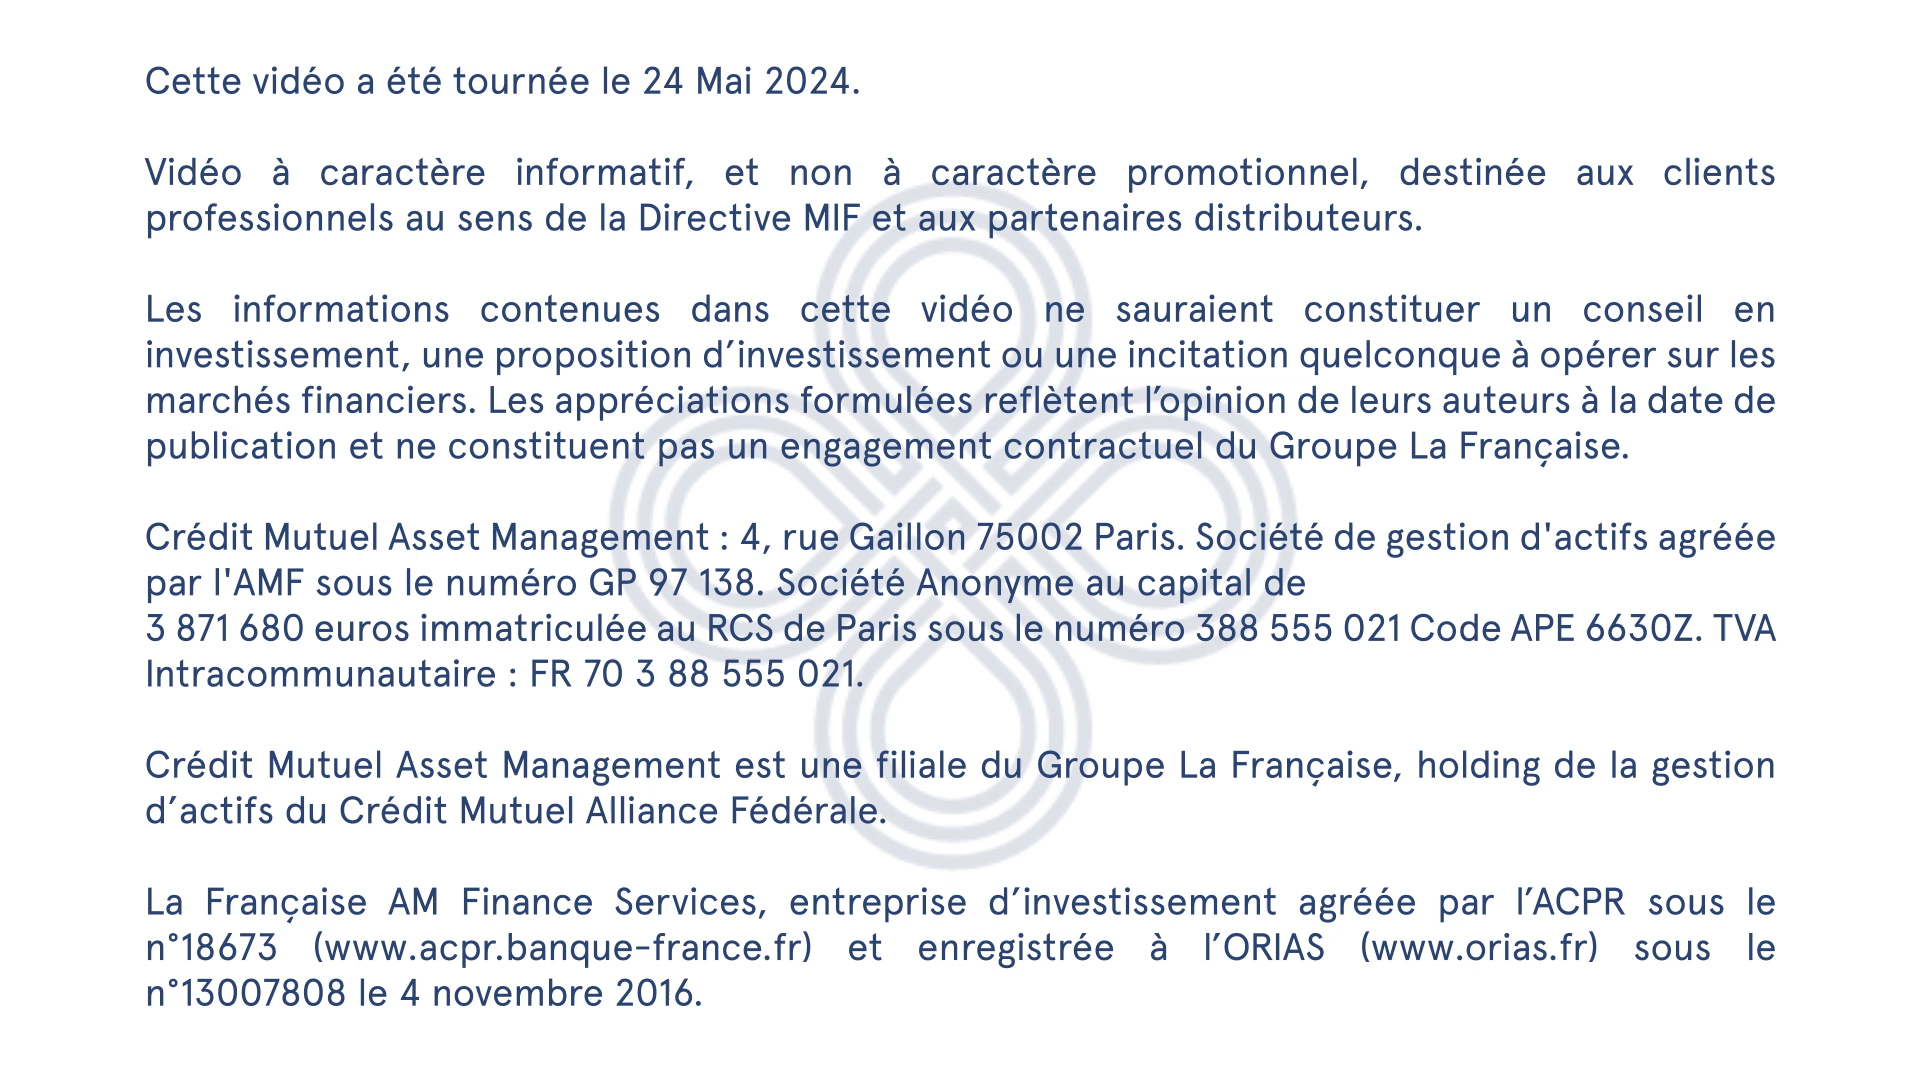 Cette vidéo a été tournée le 24 Mai 2024.
Vidéo à caractère informatif, et non à caractère promotionnel, destinée aux clients
professionnels au sens de la Directive MIF et aux partenaires distributeurs.
Les informations contenues dans cette vidéo ne sauraient constituer un conseil en
investissement, une proposition d’investissement ou une incitation quelconque à opérer sur les
marchés financiers. Les appréciations formulées reflètent l’opinion de leurs auteurs à la date de
publication et ne constituent pas un engagement contractuel du Groupe La Française.
Crédit Mutuel Asset Management : 4, rue Gaillon 75002 Paris. Société de gestion d'actifs agréée
par l'AMF sous le numéro GP 97 138. Société Anonyme au capital de
3 871 680 euros immatriculée au RCS de Paris sous le numéro 388 555 021 Code APE 6630Z. TVA
Intracommunautaire : FR 70 3 88 555 021.
Crédit Mutuel Asset Management est une filiale du Groupe La Française, holding de la gestion
d’actifs du Crédit Mutuel Alliance Fédérale.
La Française AM Finance Services, entreprise d’investissement agréée par l’ACPR sous le
n°18673 (www.acpr.banque-france.fr) et enregistrée à l’ORIAS (www.orias.fr) sous le
n°13007808 le 4 novembre 2016.